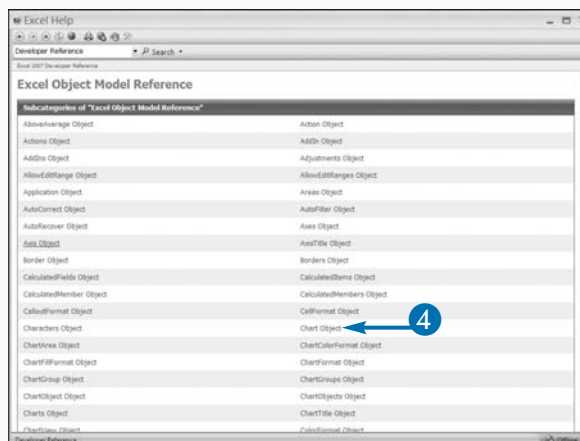 Excel Help
Developer Reference Search
Excel 2007 Developer Reference
Excel Object Model Reference
Subcategories of "Excel Object Model Reference"
AboveAverage Object Action Object
Actions Object AddIn Object
AddIns Object Adjustments Object
AllowEditRange Object AllowEditRanges Object
Application Object Areas Object
AutoCorrect Object AutoFilter Object
AutoRecover Object Axes Object
Axis Object AxisTitle Object
Border Object Borders Object
CalculatedFields Object CalculatedItems Object
CalculatedMember Object CalculatedMembers Object
CalloutFormat Object CellFormat Object
Characters Object Chart Object 4
ChartArea Object ChartColorFormat Object
ChartFillFormat Object ChartFormat Object
ChartGroup Object ChartGroups Object
ChartObject Object ChartObjects Object
Charts Object ChartTitle Object
ChartView Object ColorFormat Object
Developer Reference